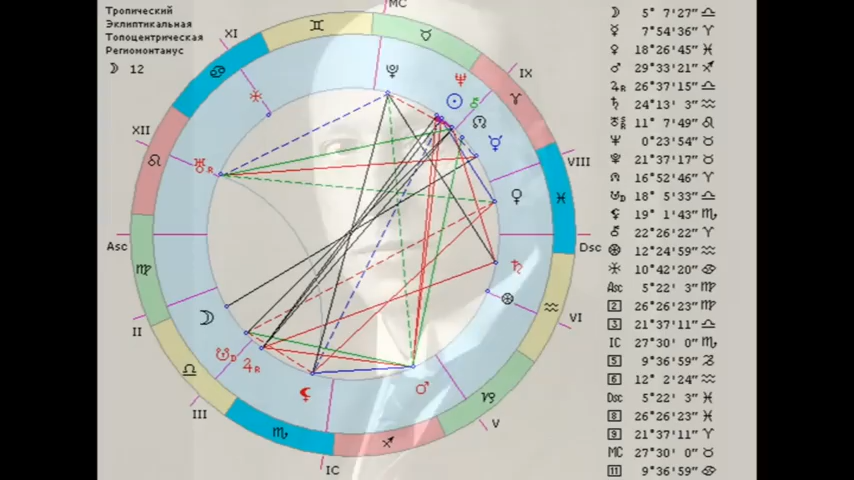 Тропический
Эклиптикальная
Топоцентрическая
Региомонтанус
☽ 12
MC
XI
IX
XII
VIII
Asc
Dsc
II
VI
III
V
IC
R
D
R
☽ 5° 7'27" ♎
☿ 7°54'36" ♈
♀ 18°26'45" ♓
♂ 29°33'21" ♐
♃R 26°37'15" ♎
♄ 24°13' 3" ♒
♅R 11° 7'49" ♌
♆ 0°23'54" ♉
♇ 21°37'17" ♉
☊ 16°52'46" ♈
☋D 18° 5'33" ♎
⚸ 19° 1'43" ♏
22°26'22" ♈
⊕ 12°24'59" ♒
10°42'20" ♋
Asc 5°22' 3" ♍
2 26°26'23" ♍
3 21°37'11" ♎
IC 27°30' 0" ♏
5 9°36'59" ♑
6 12° 2'24" ♒
Dsc 5°22' 3" ♓
8 26°26'23" ♓
9 21°37'11" ♈
MC 27°30' 0" ♉
11 9°36'59" ♋